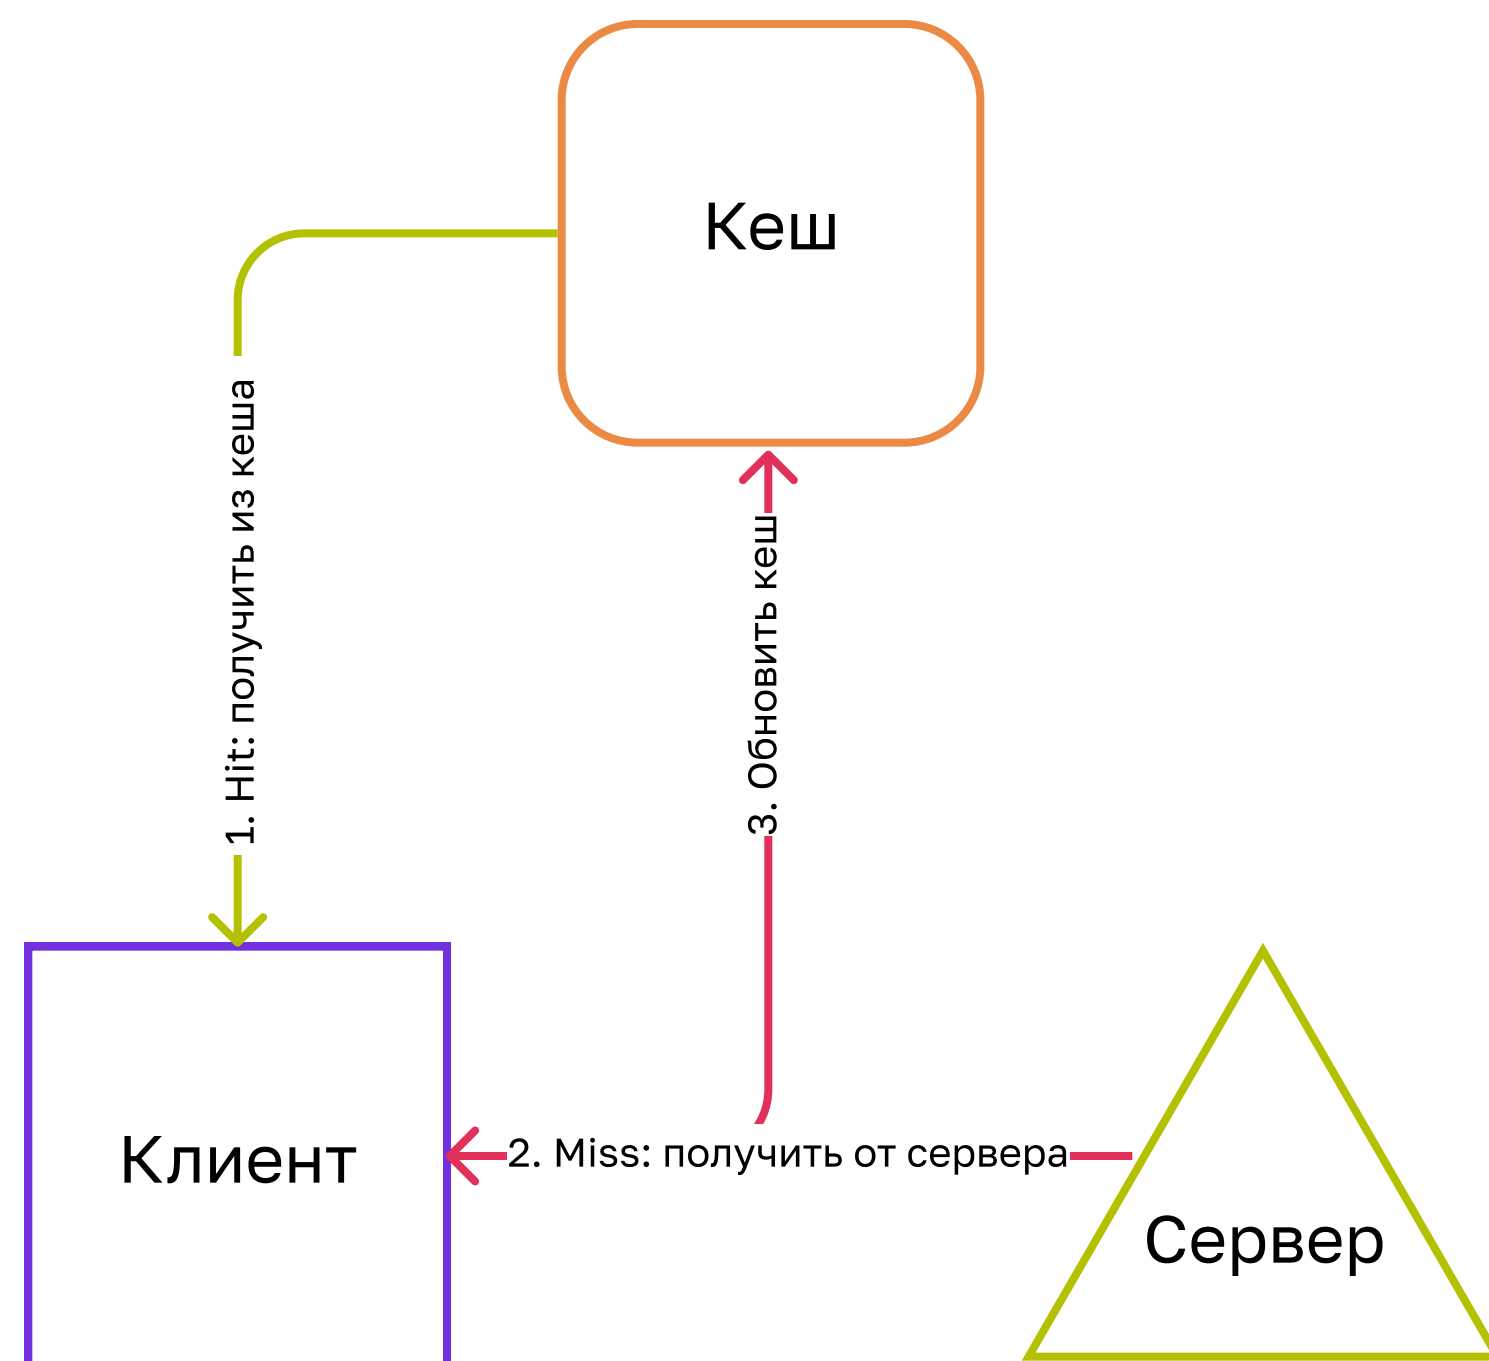 Кеш
1. Hit: получить из кеша
3. Обновить кеш
Клиент
2. Miss: получить от сервера
Сервер